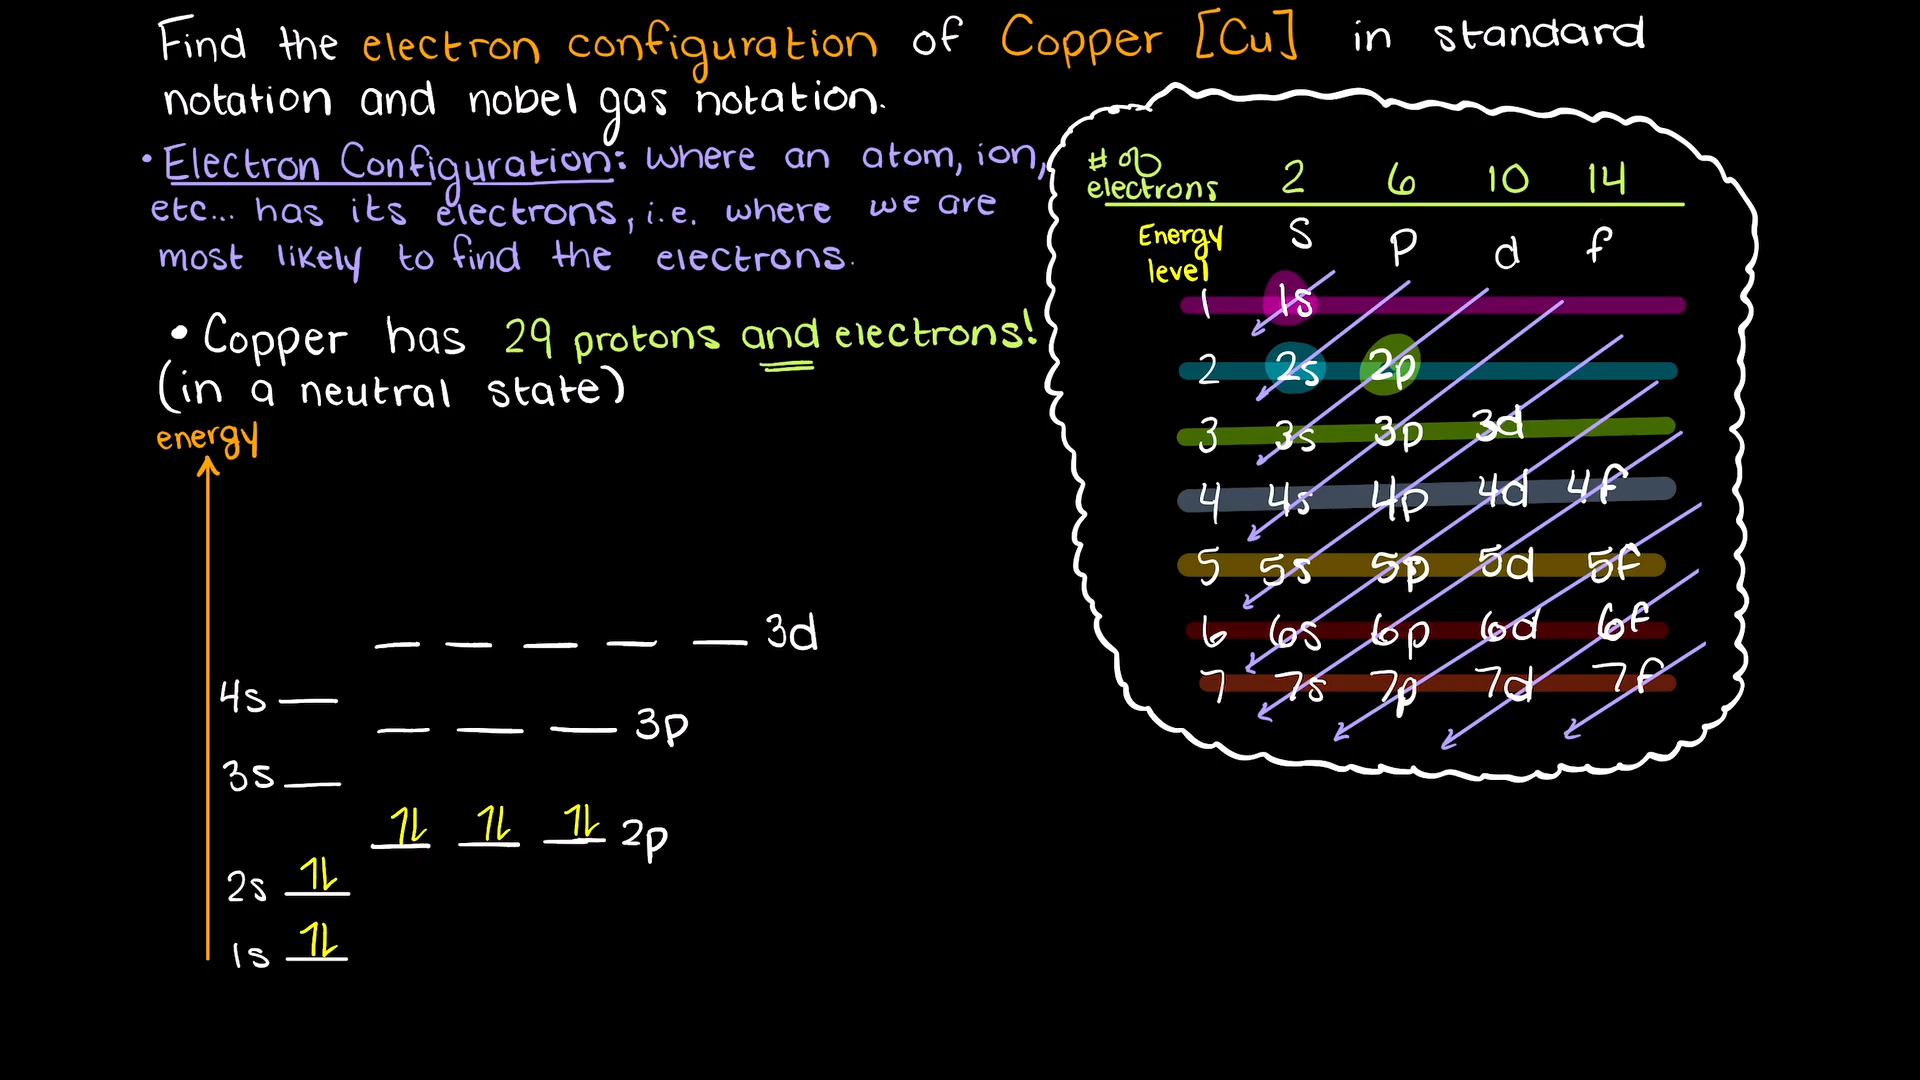 Find the electron configuration of Copper [Cu] in standard
notation and nobel gas notation.
• Electron Configuration: where an atom, ion,
etc... has its electrons, i.e. where we are
most likely to find the electrons.
• Copper has 29 protons and electrons!
(in a neutral state)
energy
3d
4s
3p
3s
2p
2s
1s
# of
electrons 2 6 10 14
Energy
level s p d f
1 1s
2 2s 2p
3 3s 3p 3d
4 4s 4p 4d 4f
5 5s 5p 5d 5f
6 6s 6p 6d 6f
7 7s 7p 7d 7f